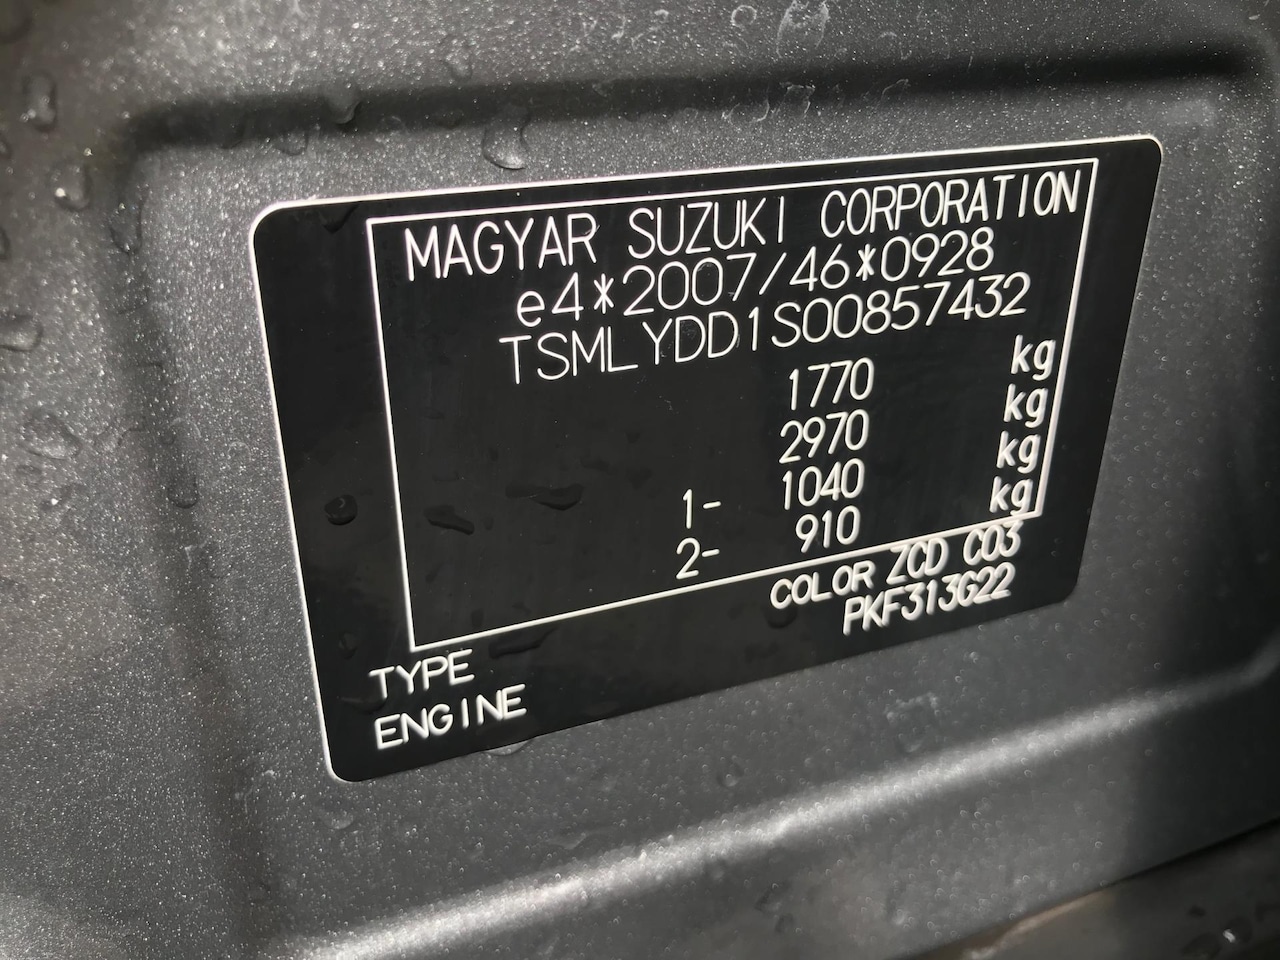 MAGYAR SUZUKI CORPORATION
e4*2007/46*0928
TSMLYDD1S00857432
1770 kg
2970 kg
1- 1040 kg
2- 910 kg
COLOR ZCD C03
PKF313G22
TYPE
ENGINE